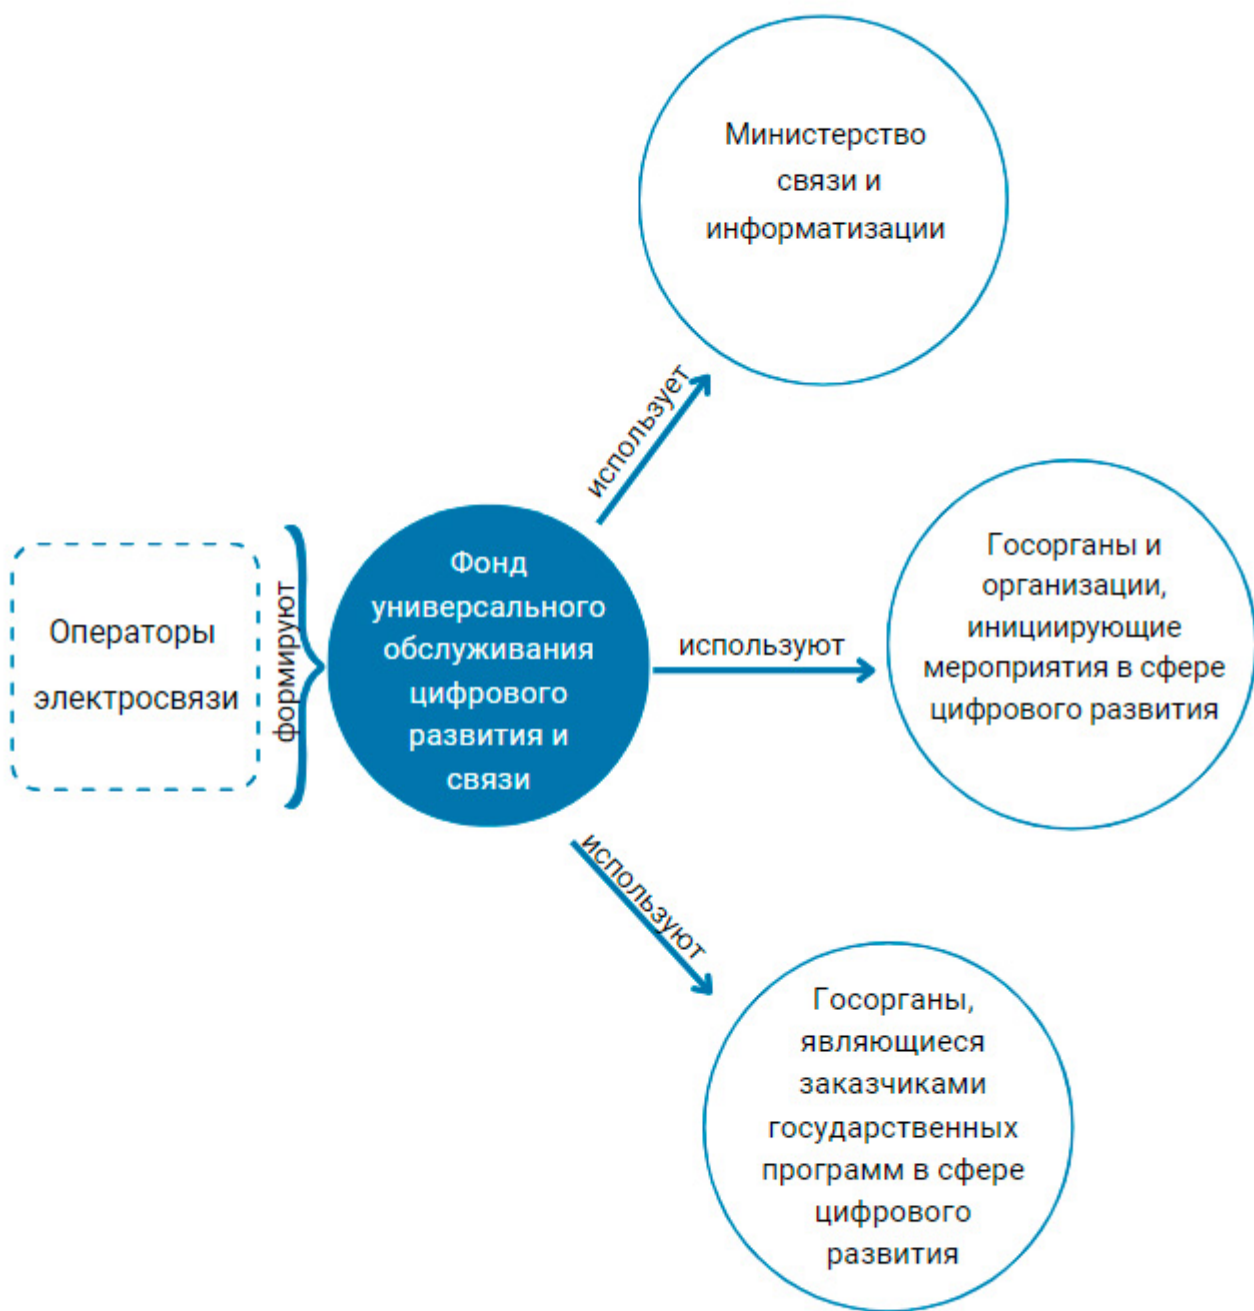 Министерство
связи и
информатизации
использует
Операторы
электросвязи
формируют
Фонд
универсального
обслуживания
цифрового
развития и
связи
используют
Госорганы и
организации,
инициирующие
мероприятия в сфере
цифрового развития
используют
Госорганы,
являющиеся
заказчиками
государственных
программ в сфере
цифрового
развития